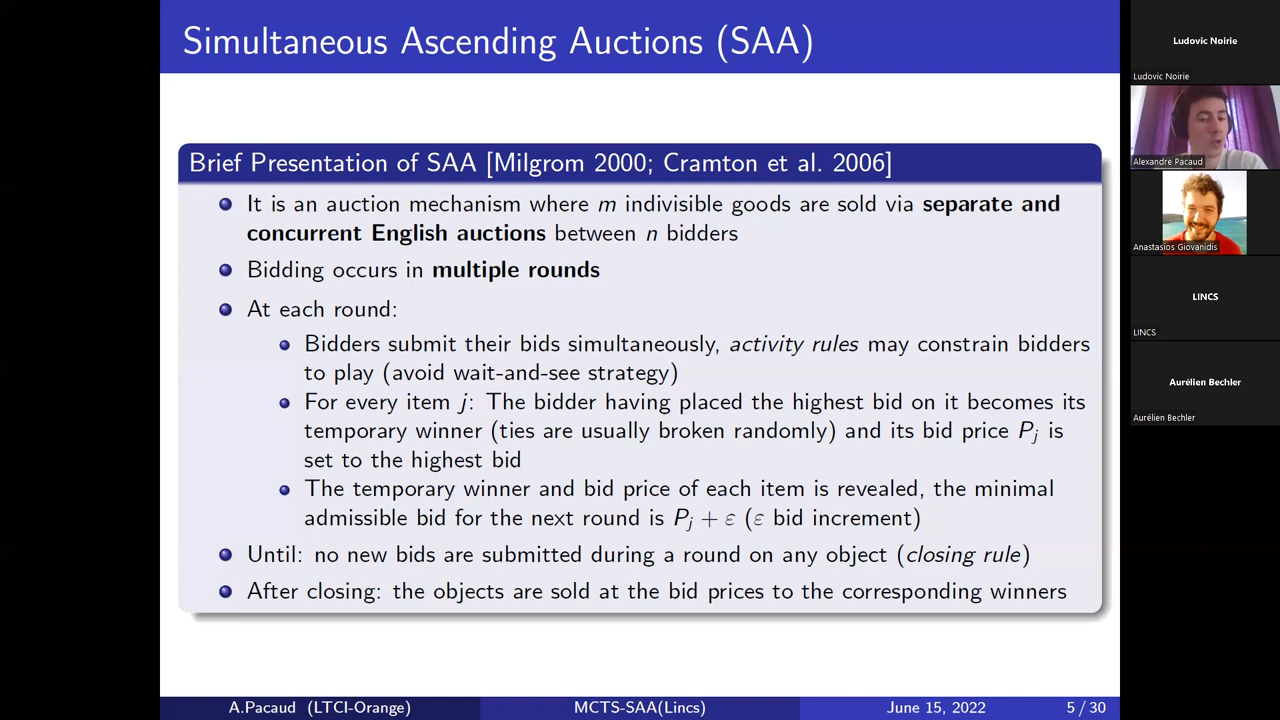 Simultaneous Ascending Auctions (SAA)
Brief Presentation of SAA [Milgrom 2000; Cramton et al. 2006]
It is an auction mechanism where m indivisible goods are sold via separate and
concurrent English auctions between n bidders
Bidding occurs in multiple rounds
At each round:
Bidders submit their bids simultaneously, activity rules may constrain bidders
to play (avoid wait-and-see strategy)
For every item j: The bidder having placed the highest bid on it becomes its
temporary winner (ties are usually broken randomly) and its bid price Pj is
set to the highest bid
The temporary winner and bid price of each item is revealed, the minimal
admissible bid for the next round is Pj + ε (ε bid increment)
Until: no new bids are submitted during a round on any object (closing rule)
After closing: the objects are sold at the bid prices to the corresponding winners
A.Pacaud (LTCI-Orange)
MCTS-SAA(Lincs)
June 15, 2022
5 / 30
Ludovic Noirie
Ludovic Noirie
Alexandre Pacaud
Anastasios Giovanidis
LINCS
LINCS
Aurélien Bechler
Aurélien Bechler